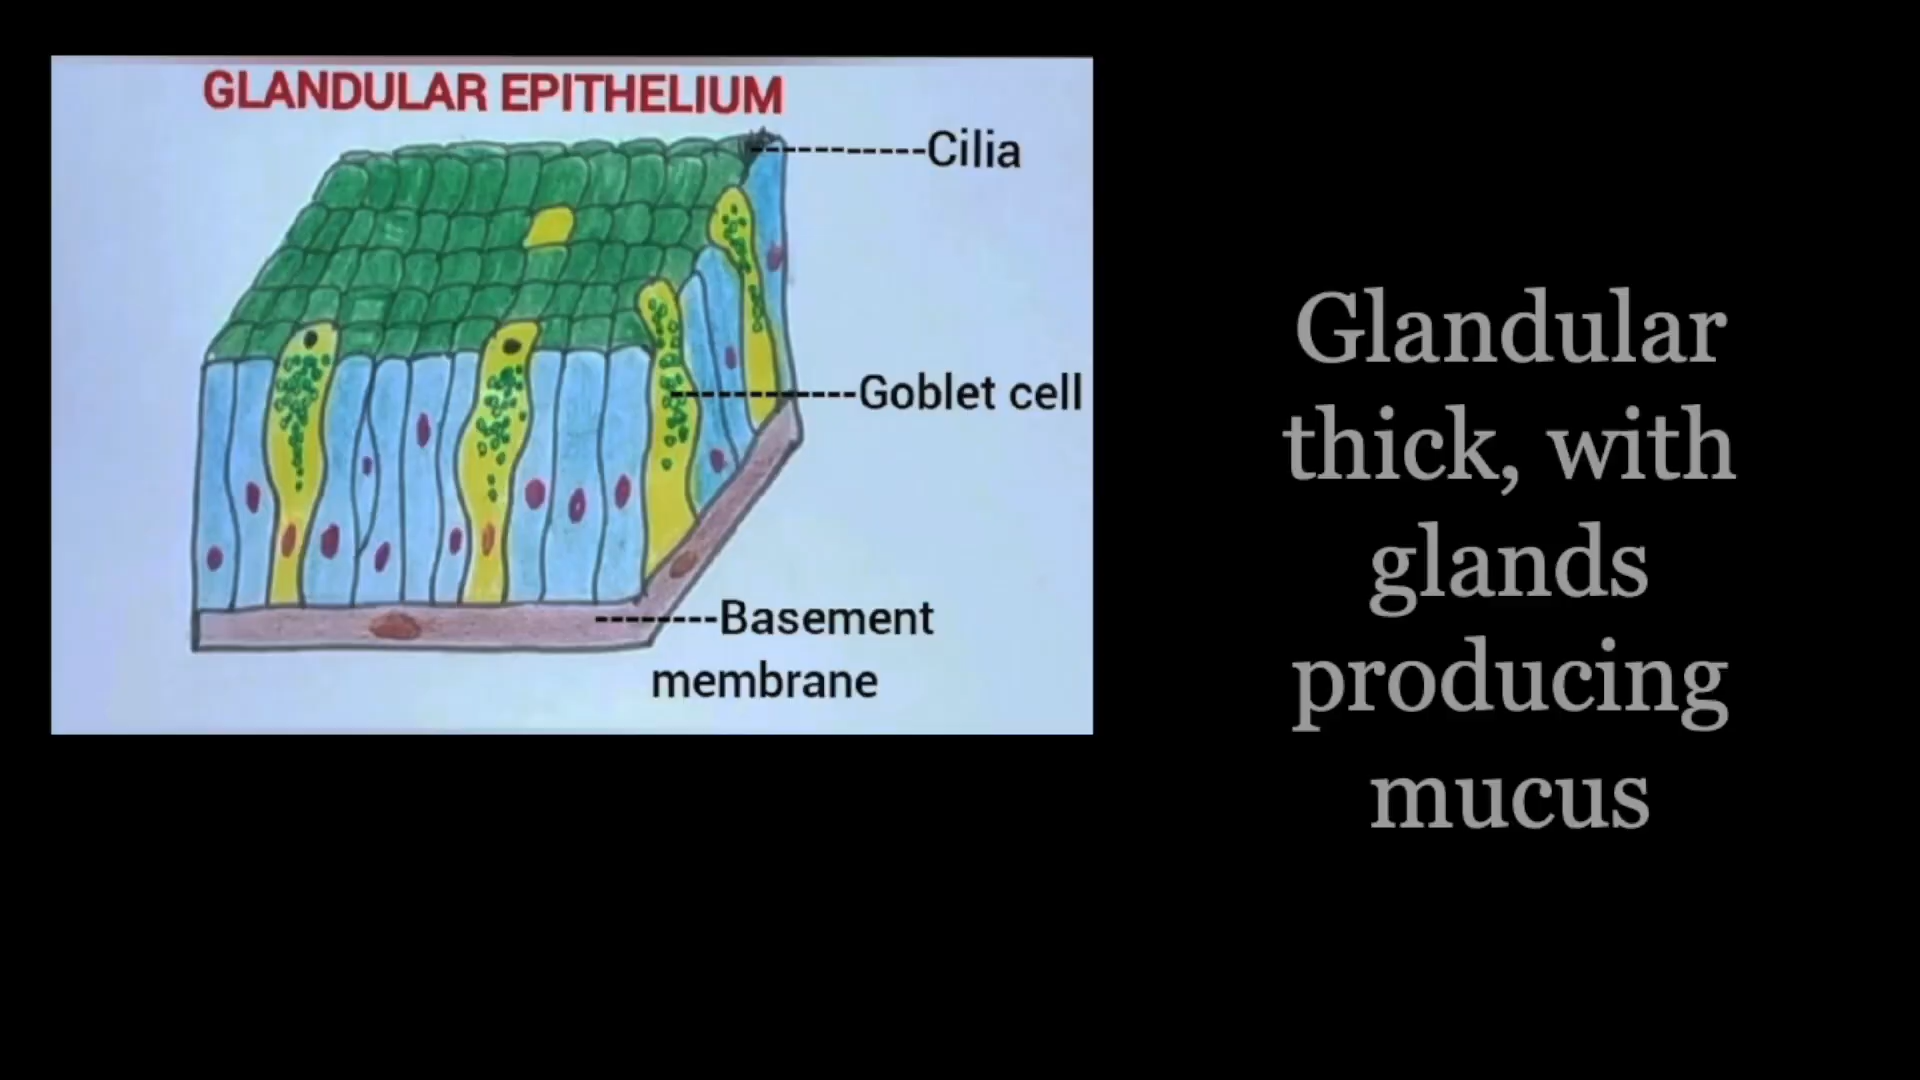 GLANDULAR EPITHELIUM
Cilia
Goblet cell
Basement
membrane
Glandular
thick, with
glands
producing
mucus